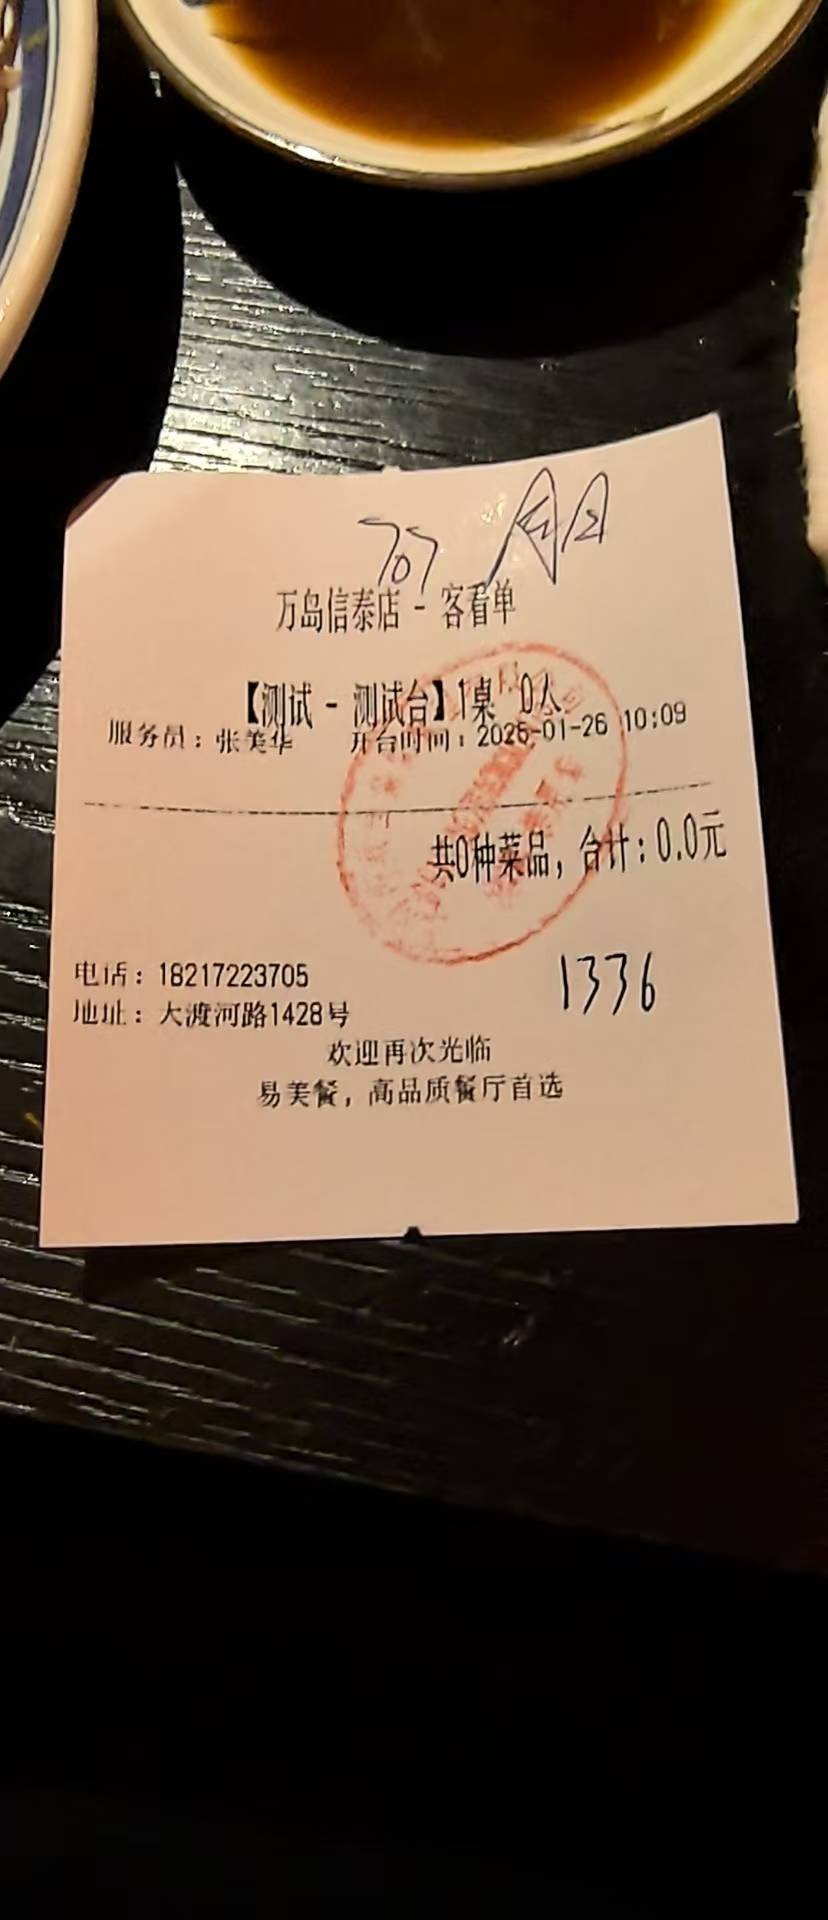 707
万岛信泰店 - 客看单
【测试 - 测试台】1桌 0人
服务员：张美华 开台时间：2026-01-26 10:09
共0种菜品，合计：0.0元
1336
电话：18217223705
地址：大渡河路1428号
欢迎再次光临
易美餐，高品质餐厅首选